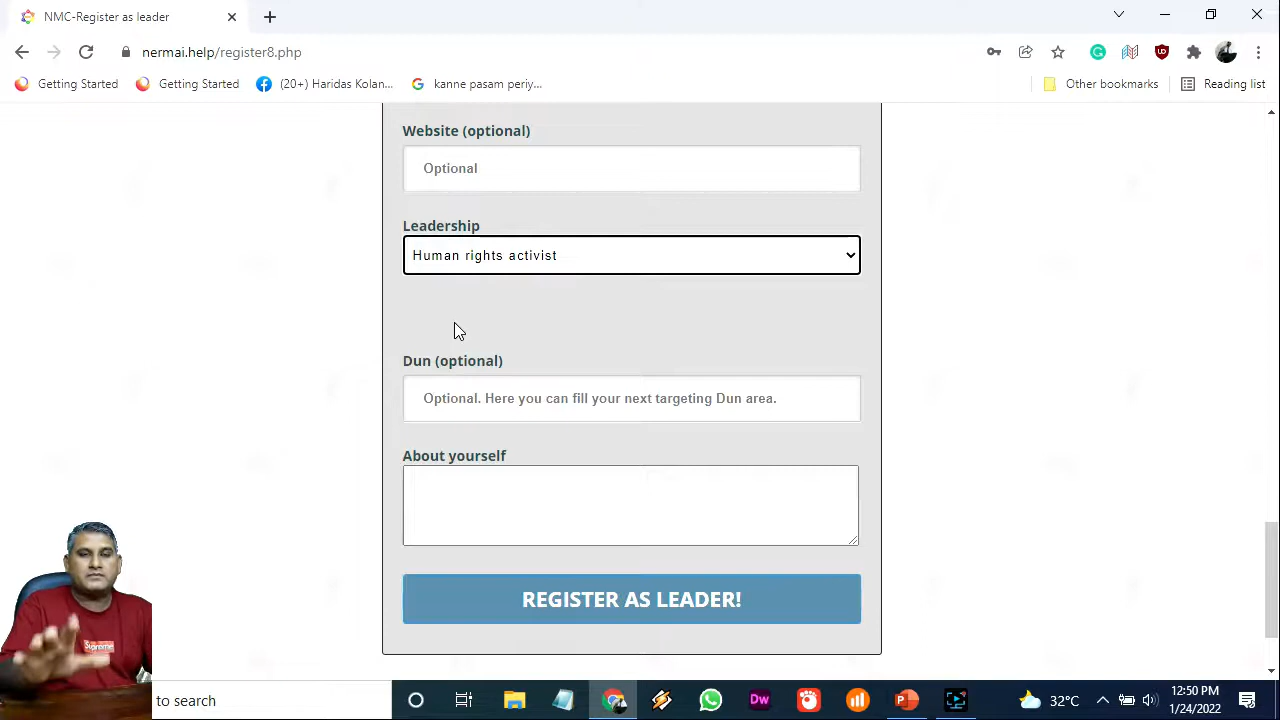 NMC-Register as leader
nermai.help/register8.php
Getting Started
Getting Started
(20+) Haridas Kolan...
kanne pasam periy...
Other bookmarks
Reading list
Website (optional)
Optional
Leadership
Human rights activist
Dun (optional)
Optional. Here you can fill your next targeting Dun area.
About yourself
REGISTER AS LEADER!
Supreme
to search
Dw
P
32°C
12:50 PM
1/24/2022